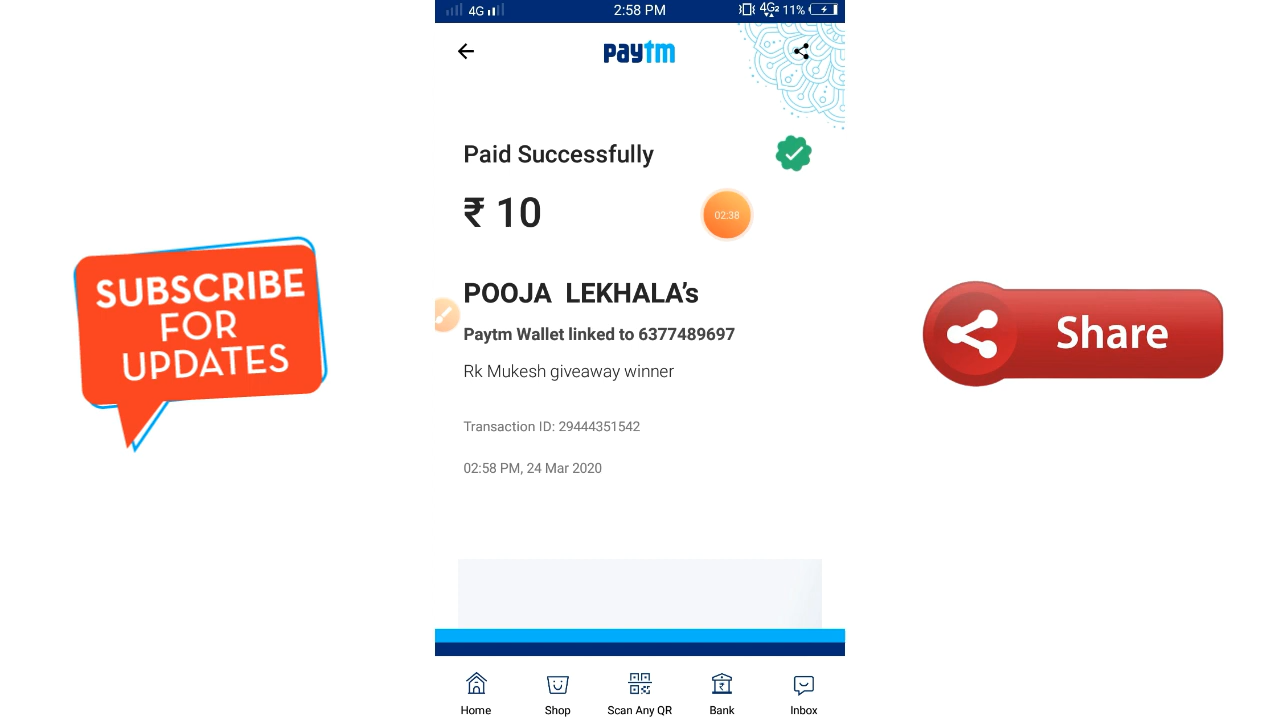 4G 2:58 PM 4G2 11%
paytm
Paid Successfully
₹ 10
02:38
POOJA LEKHALA’s
Paytm Wallet linked to 6377489697
Rk Mukesh giveaway winner
Transaction ID: 29444351542
02:58 PM, 24 Mar 2020
Home Shop Scan Any QR Bank Inbox
SUBSCRIBE
FOR
UPDATES
Share